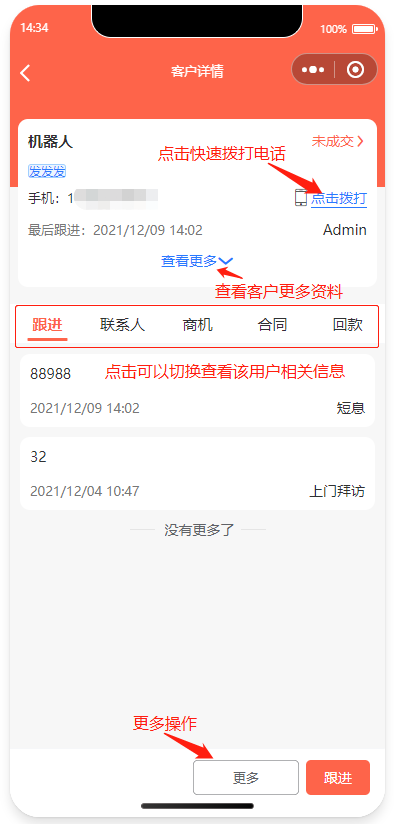 14:34
100%
客户详情
机器人
未成交
点击快速拨打电话
发发发
手机：1
点击拨打
最后跟进：2021/12/09 14:02
Admin
查看更多
查看客户更多资料
跟进 联系人 商机 合同 回款
88988
点击可以切换查看该用户相关信息
2021/12/09 14:02
短息
32
2021/12/04 10:47
上门拜访
没有更多了
更多操作
更多
跟进